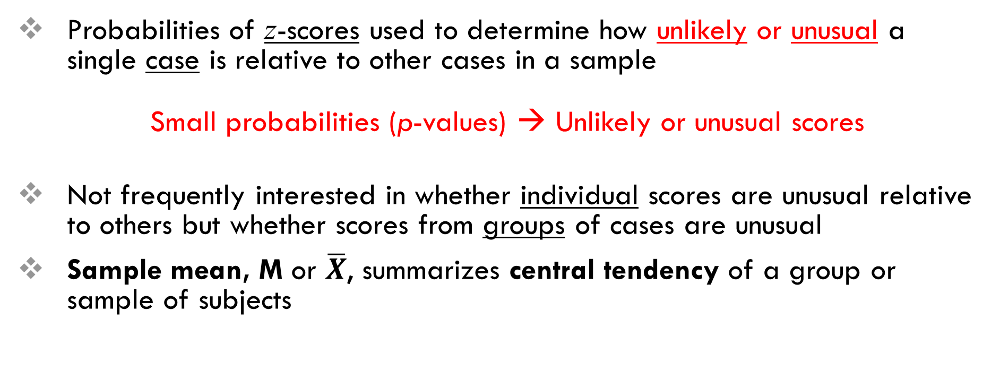 Probabilities of z-scores used to determine how unlikely or unusual a
single case is relative to other cases in a sample
Small probabilities (p-values) → Unlikely or unusual scores
Not frequently interested in whether individual scores are unusual relative
to others but whether scores from groups of cases are unusual
Sample mean, M or X̅, summarizes central tendency of a group or
sample of subjects